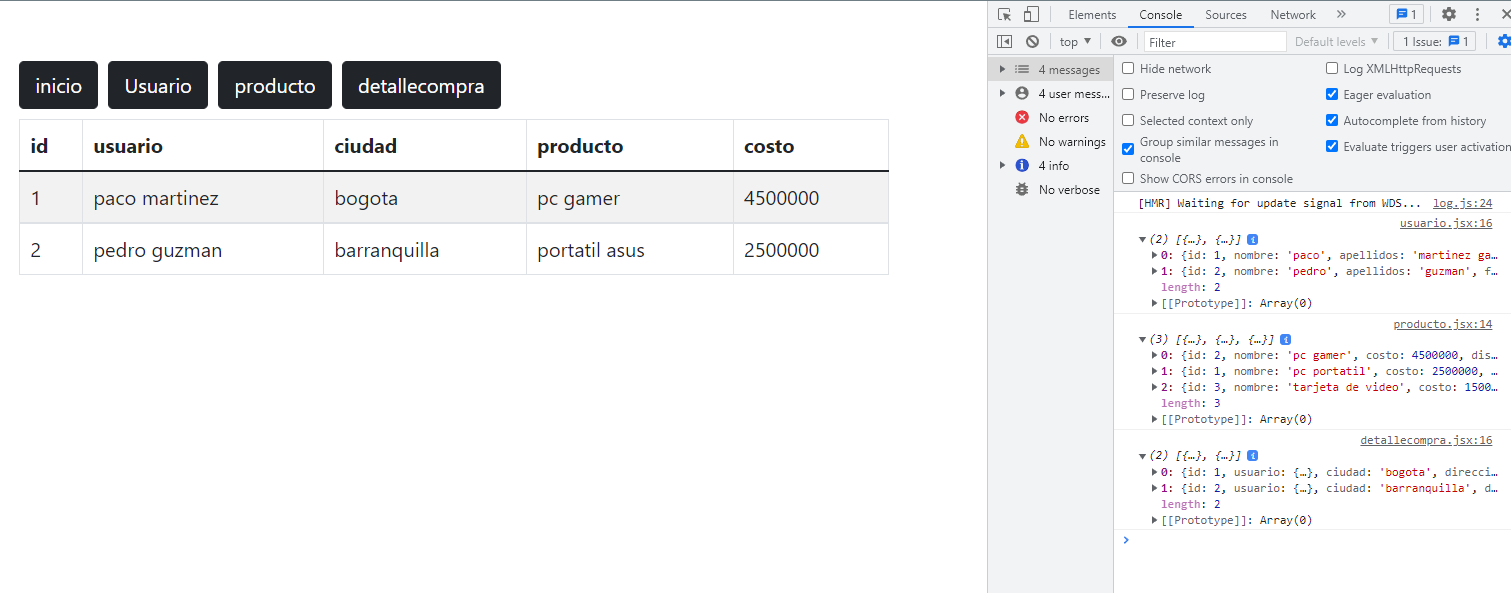 inicio Usuario producto detallecompra
id usuario ciudad producto costo
1 paco martinez bogota pc gamer 4500000
2 pedro guzman barranquilla portatil asus 2500000
Elements Console Sources Network » 1
top ▼ Filter Default levels ▼ 1 Issue: 1
4 messages
4 user mess...
No errors
No warnings
4 info
No verbose
Hide network Log XMLHttpRequests
Preserve log Eager evaluation
Selected context only Autocomplete from history
Group similar messages in console Evaluate triggers user activation
Show CORS errors in console
[HMR] Waiting for update signal from WDS... log.js:24
usuario.jsx:16
▼(2) [{…}, {…}] i
▶0: {id: 1, nombre: 'paco', apellidos: 'martinez ga…
▶1: {id: 2, nombre: 'pedro', apellidos: 'guzman', f…
length: 2
▶[[Prototype]]: Array(0)
producto.jsx:14
▼(3) [{…}, {…}, {…}] i
▶0: {id: 2, nombre: 'pc gamer', costo: 4500000, dis…
▶1: {id: 1, nombre: 'pc portatil', costo: 2500000, …
▶2: {id: 3, nombre: 'tarjeta de video', costo: 1500…
length: 3
▶[[Prototype]]: Array(0)
detallecompra.jsx:16
▼(2) [{…}, {…}] i
▶0: {id: 1, usuario: {…}, ciudad: 'bogota', direcci…
▶1: {id: 2, usuario: {…}, ciudad: 'barranquilla', d…
length: 2
▶[[Prototype]]: Array(0)